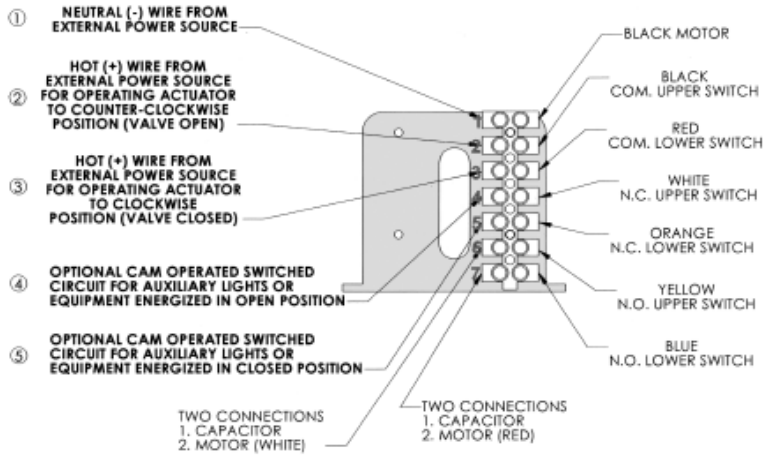 ① NEUTRAL (-) WIRE FROM
EXTERNAL POWER SOURCE
② HOT (+) WIRE FROM
EXTERNAL POWER SOURCE
FOR OPERATING ACTUATOR
TO COUNTER-CLOCKWISE
POSITION (VALVE OPEN)
③ HOT (+) WIRE FROM
EXTERNAL POWER SOURCE
FOR OPERATING ACTUATOR
TO CLOCKWISE
POSITION (VALVE CLOSED)
④ OPTIONAL CAM OPERATED SWITCHED
CIRCUIT FOR AUXILIARY LIGHTS OR
EQUIPMENT ENERGIZED IN OPEN POSITION
⑤ OPTIONAL CAM OPERATED SWITCHED
CIRCUIT FOR AUXILIARY LIGHTS OR
EQUIPMENT ENERGIZED IN CLOSED POSITION
TWO CONNECTIONS
1. CAPACITOR
2. MOTOR (WHITE)
TWO CONNECTIONS
1. CAPACITOR
2. MOTOR (RED)
1
2
3
4
5
6
7
BLACK MOTOR
BLACK
COM. UPPER SWITCH
RED
COM. LOWER SWITCH
WHITE
N.C. UPPER SWITCH
ORANGE
N.C. LOWER SWITCH
YELLOW
N.O. UPPER SWITCH
BLUE
N.O. LOWER SWITCH